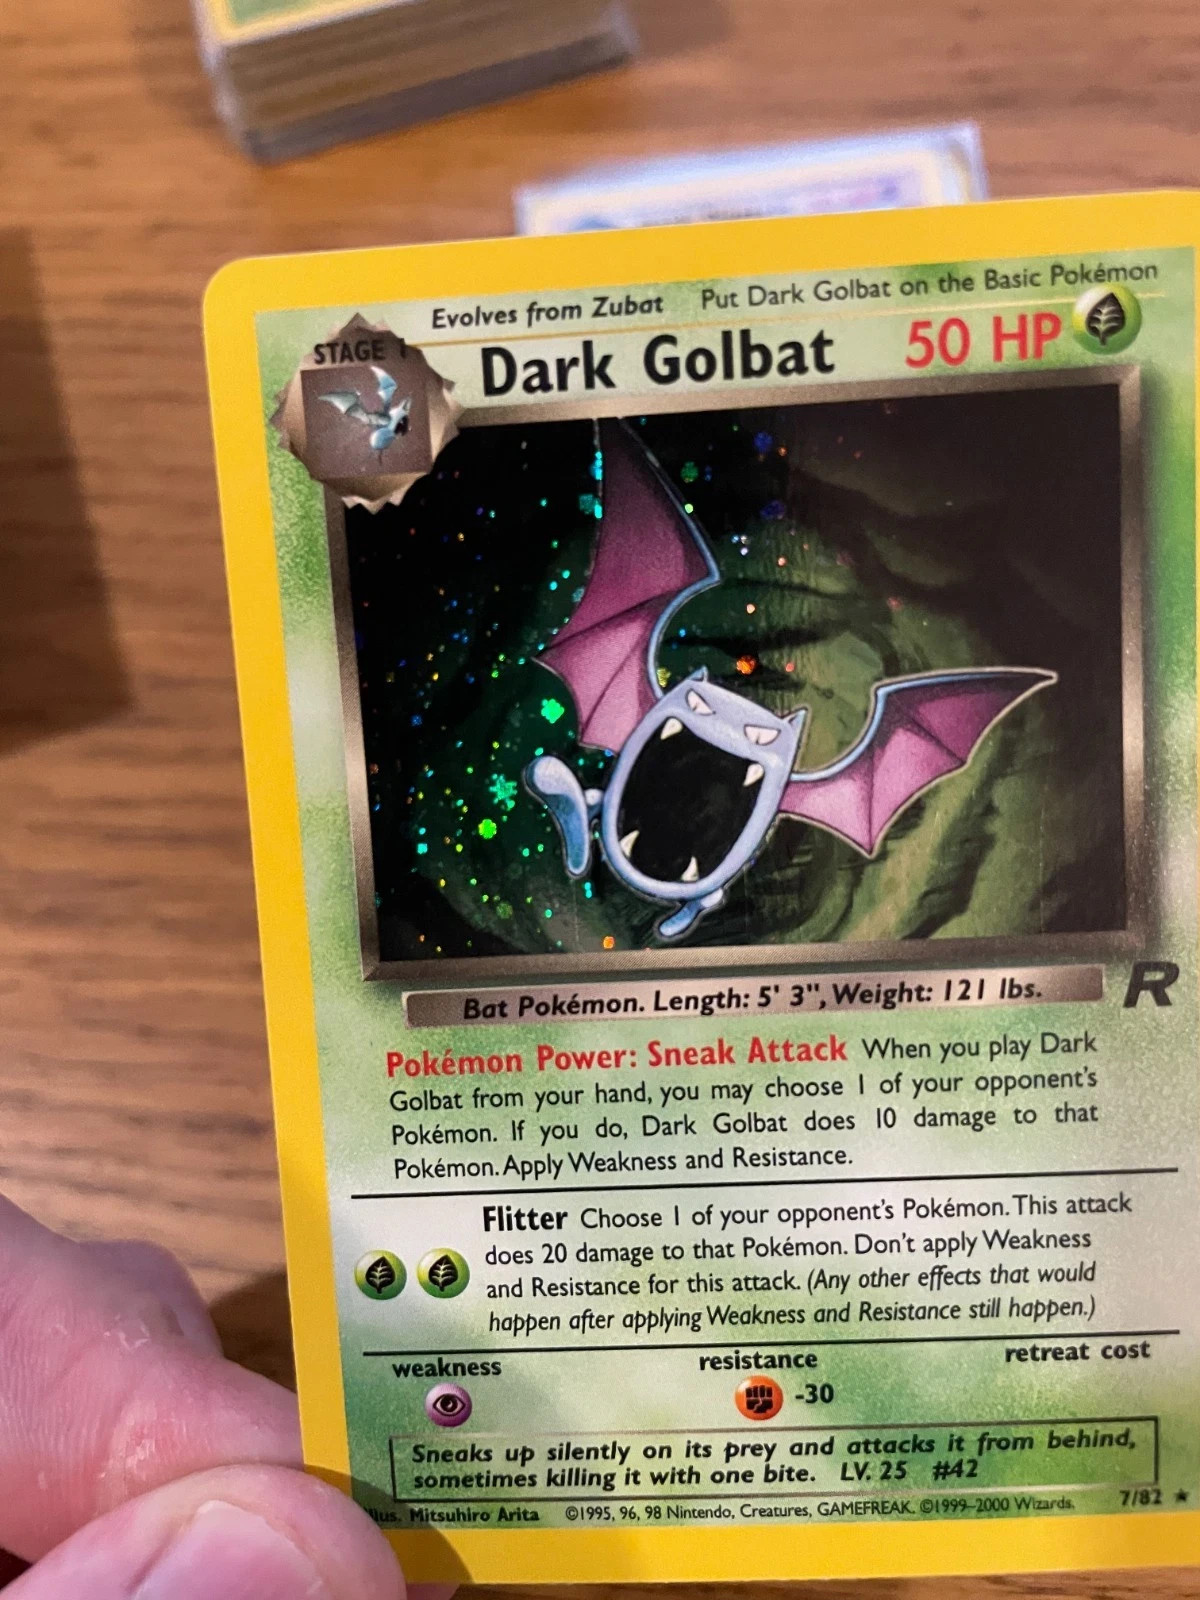 Evolves from Zubat Put Dark Golbat on the Basic Pokémon
STAGE 1
Dark Golbat 50 HP
Bat Pokémon. Length: 5' 3", Weight: 121 lbs.
R
Pokémon Power: Sneak Attack When you play Dark
Golbat from your hand, you may choose 1 of your opponent's
Pokémon. If you do, Dark Golbat does 10 damage to that
Pokémon. Apply Weakness and Resistance.
Flitter Choose 1 of your opponent's Pokémon. This attack
does 20 damage to that Pokémon. Don't apply Weakness
and Resistance for this attack. (Any other effects that would
happen after applying Weakness and Resistance still happen.)
weakness resistance retreat cost
-30
Sneaks up silently on its prey and attacks it from behind,
sometimes killing it with one bite. LV. 25 #42
Illus. Mitsuhiro Arita ©1995, 96, 98 Nintendo, Creatures, GAMEFREAK. ©1999–2000 Wizards. 7/82 ★